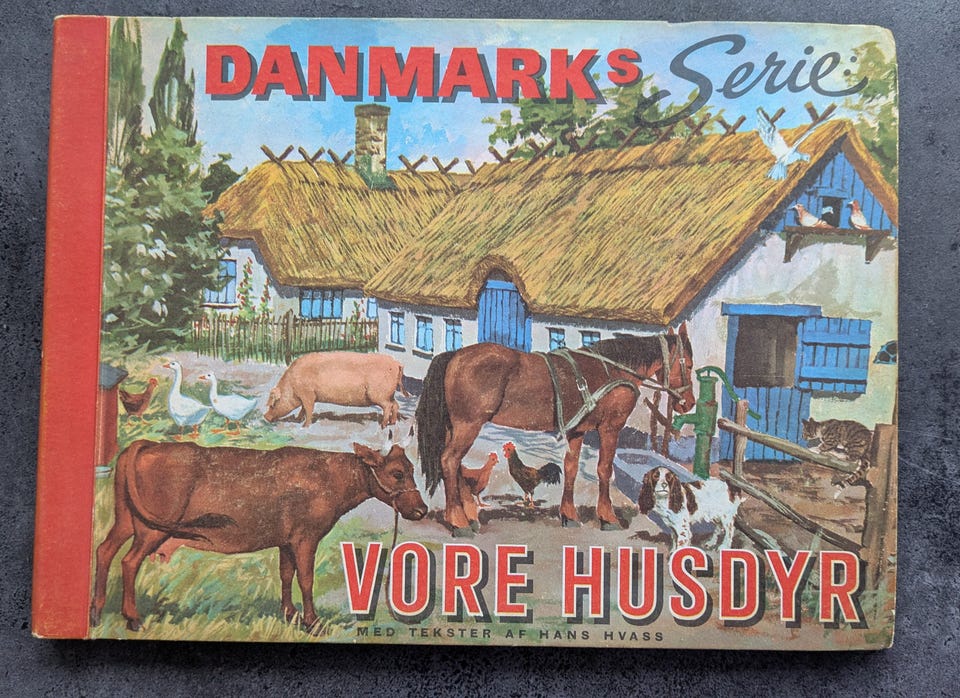 DANMARKs Serie:
VORE HUSDYR
MED TEKSTER AF HANS HVASS